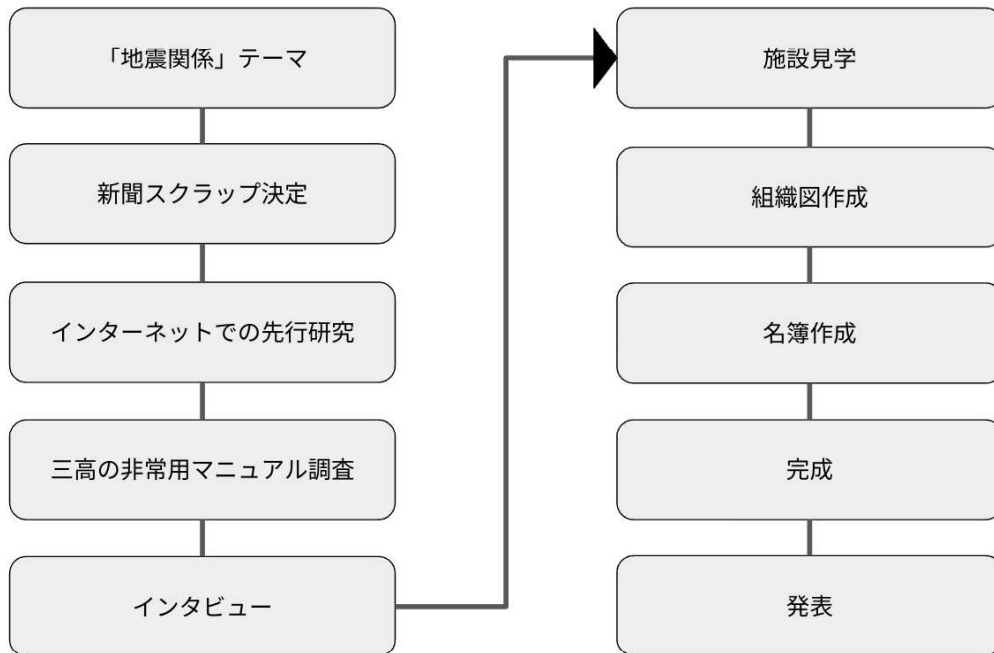 「地震関係」テーマ
新聞スクラップ決定
インターネットでの先行研究
三高の非常用マニュアル調査
インタビュー
施設見学
組織図作成
名簿作成
完成
発表